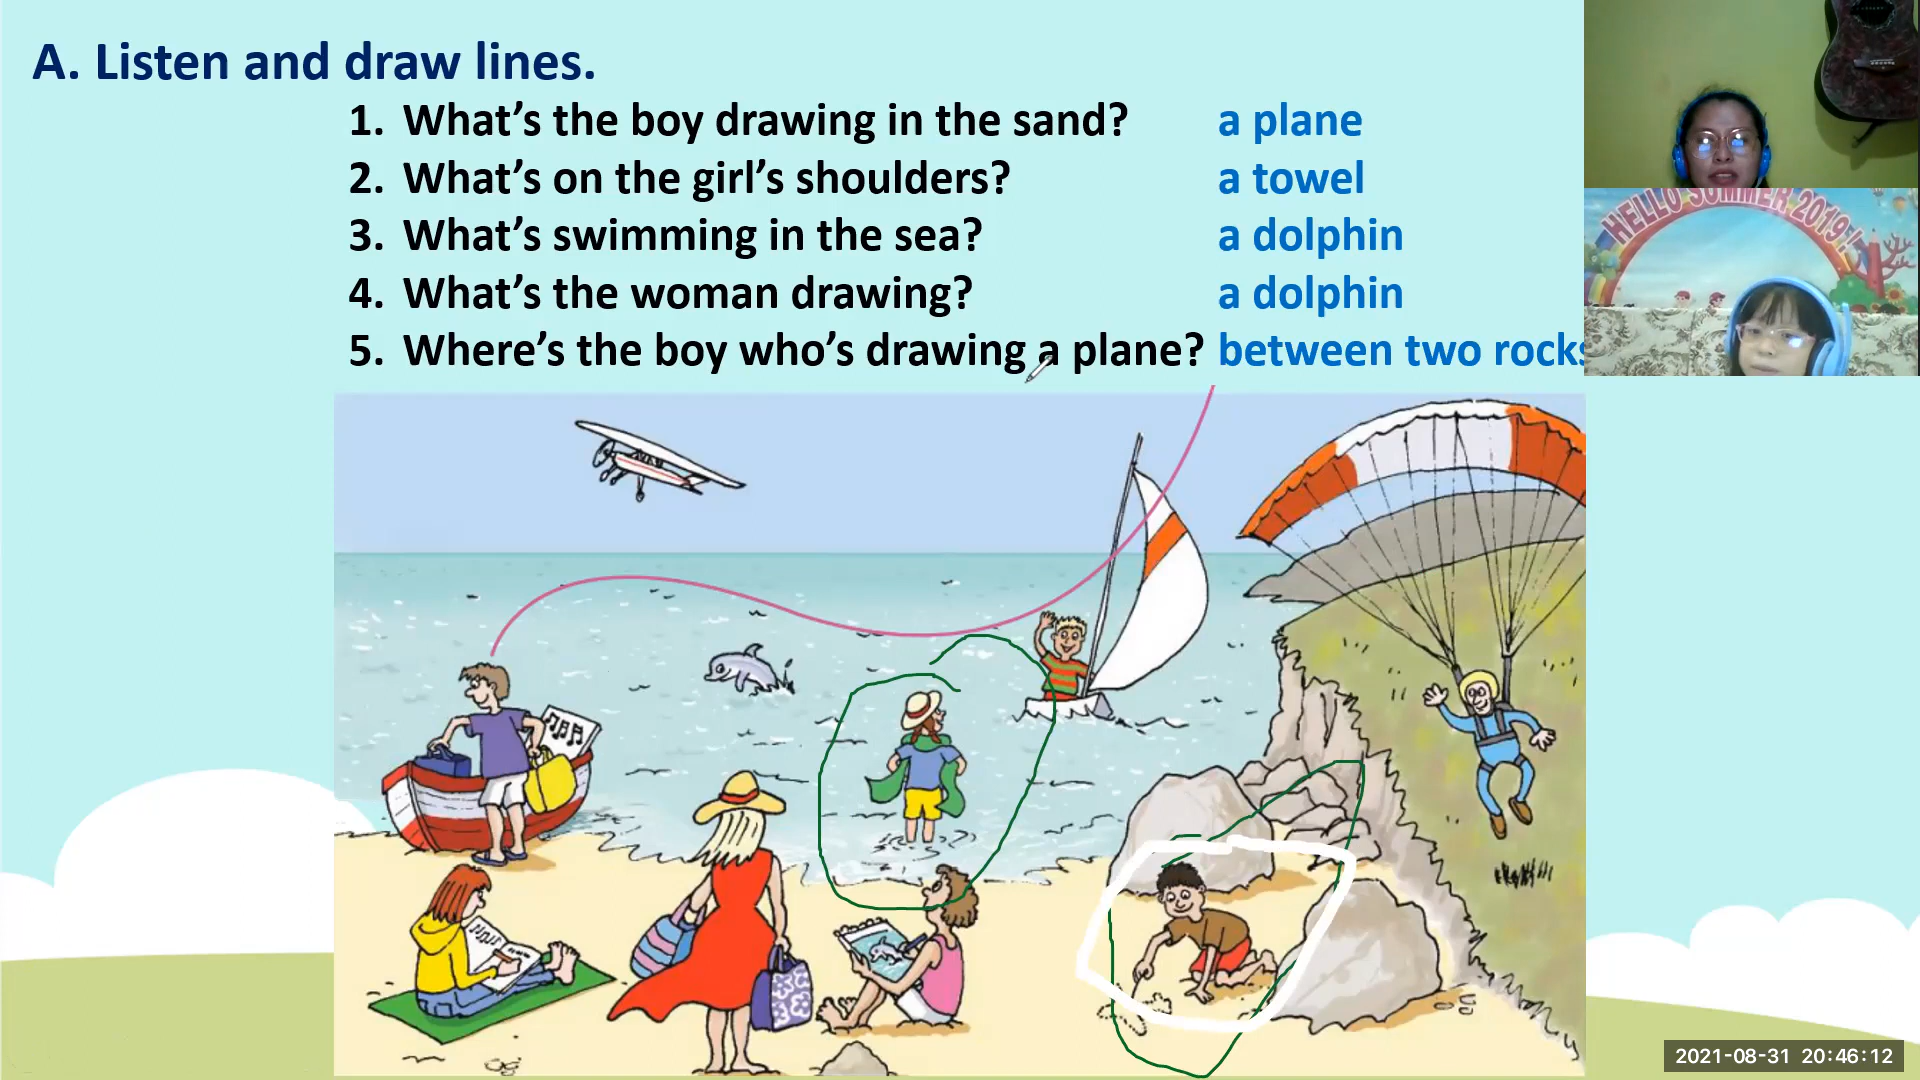 A. Listen and draw lines.
1. What's the boy drawing in the sand? a plane
2. What's on the girl's shoulders? a towel
3. What's swimming in the sea? a dolphin
4. What's the woman drawing? a dolphin
5. Where's the boy who's drawing a plane? between two rocks
HELLO SUMMER 2019!
2021-08-31 20:46:12